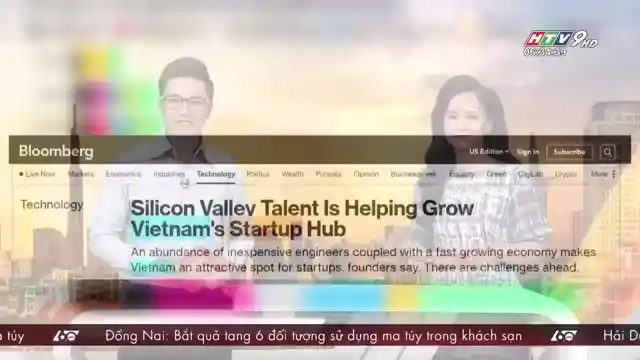 HTV9HD
06:34:39
Bloomberg
US Edition Sign In Subscribe
Live Now Markets Economics Industries Technology Politics Wealth Pursuits Opinion Businessweek Equality Green CityLab Crypto More
Technology
Silicon Valley Talent Is Helping Grow
Vietnam's Startup Hub
An abundance of inexpensive engineers coupled with a fast growing economy makes
Vietnam an attractive spot for startups, founders say. There are challenges ahead.
a túy 60 Đồng Nai: Bắt quả tang 6 đối tượng sử dụng ma túy trong khách sạn 60 Hải D